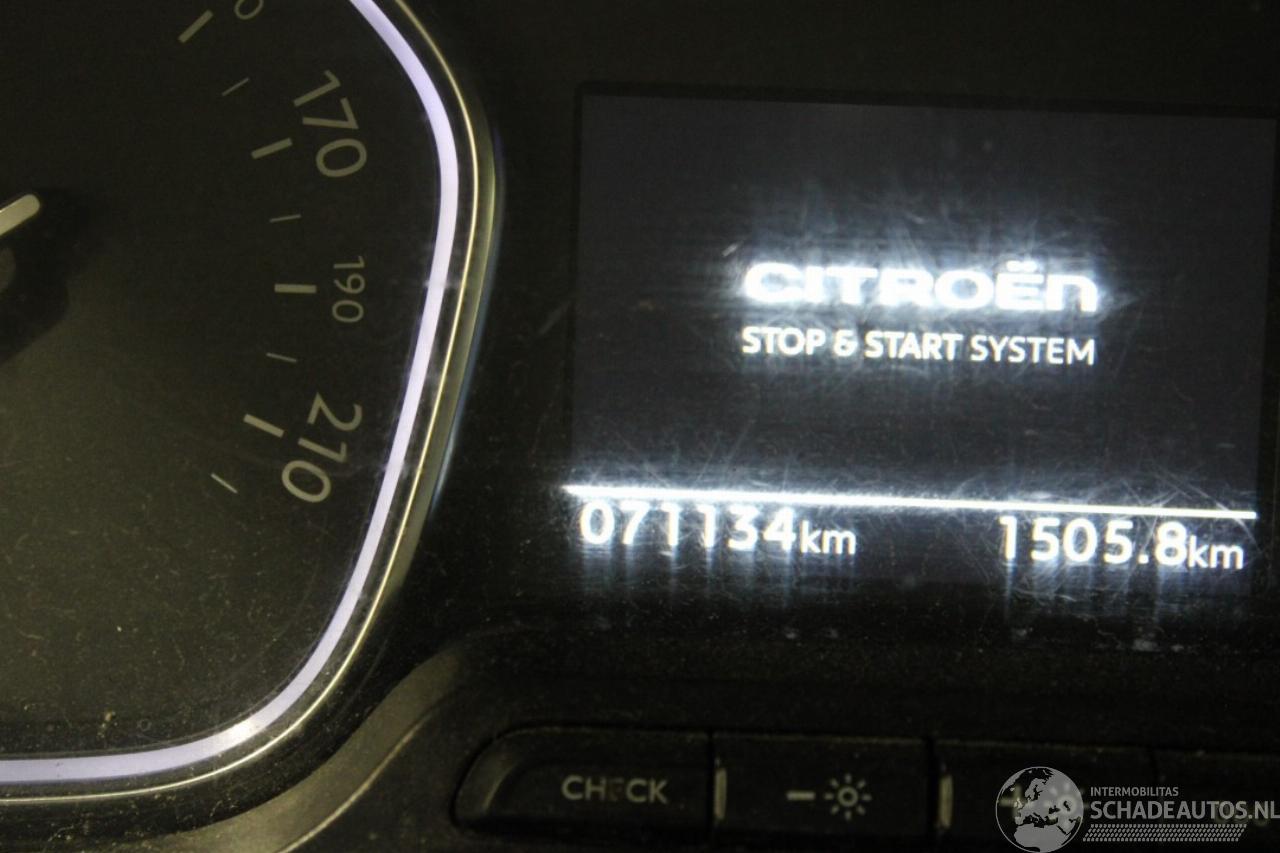 170
190
210
CITROËN
STOP & START SYSTEM
071134km
1505.8km
CHECK
INTERMOBILITAS
SCHADEAUTOS.NL